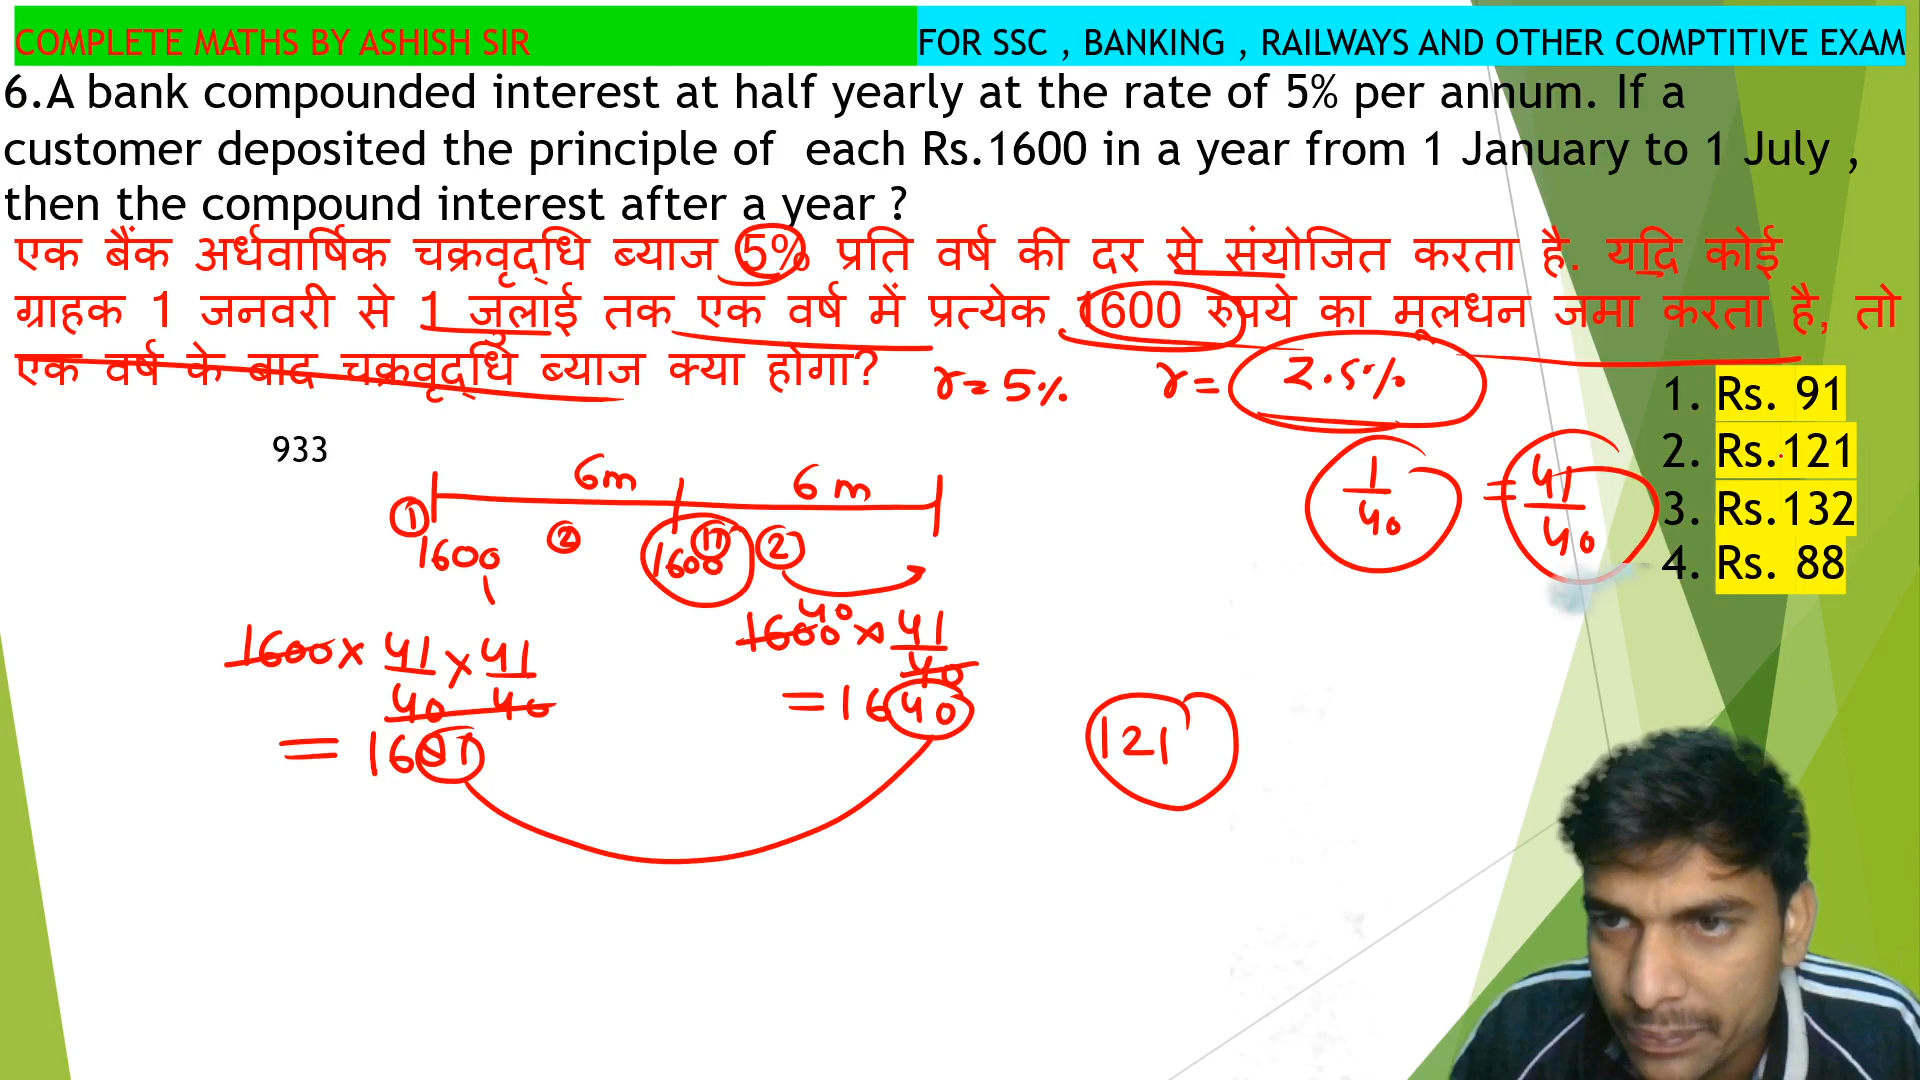 COMPLETE MATHS BY ASHISH SIR
FOR SSC , BANKING , RAILWAYS AND OTHER COMPTITIVE EXAM
6.A bank compounded interest at half yearly at the rate of 5% per annum. If a
customer deposited the principle of each Rs.1600 in a year from 1 January to 1 July ,
then the compound interest after a year ?
एक बैंक अर्धवार्षिक चक्रवृद्धि ब्याज 5% प्रति वर्ष की दर से संयोजित करता है. यदि कोई
ग्राहक 1 जनवरी से 1 जुलाई तक एक वर्ष में प्रत्येक 1600 रुपये का मूलधन जमा करता है, तो
एक वर्ष के बाद चक्रवृद्धि ब्याज क्या होगा?
r = 5% r = 2.5%
1. Rs. 91
2. Rs.121
3. Rs.132
4. Rs. 88
933
6m 6m
1/40 = 41/40
① ② 1600 ②
1600
1600 × 41/40 × 41/40
= 1681
1600 × 41/40
40
= 1640
121